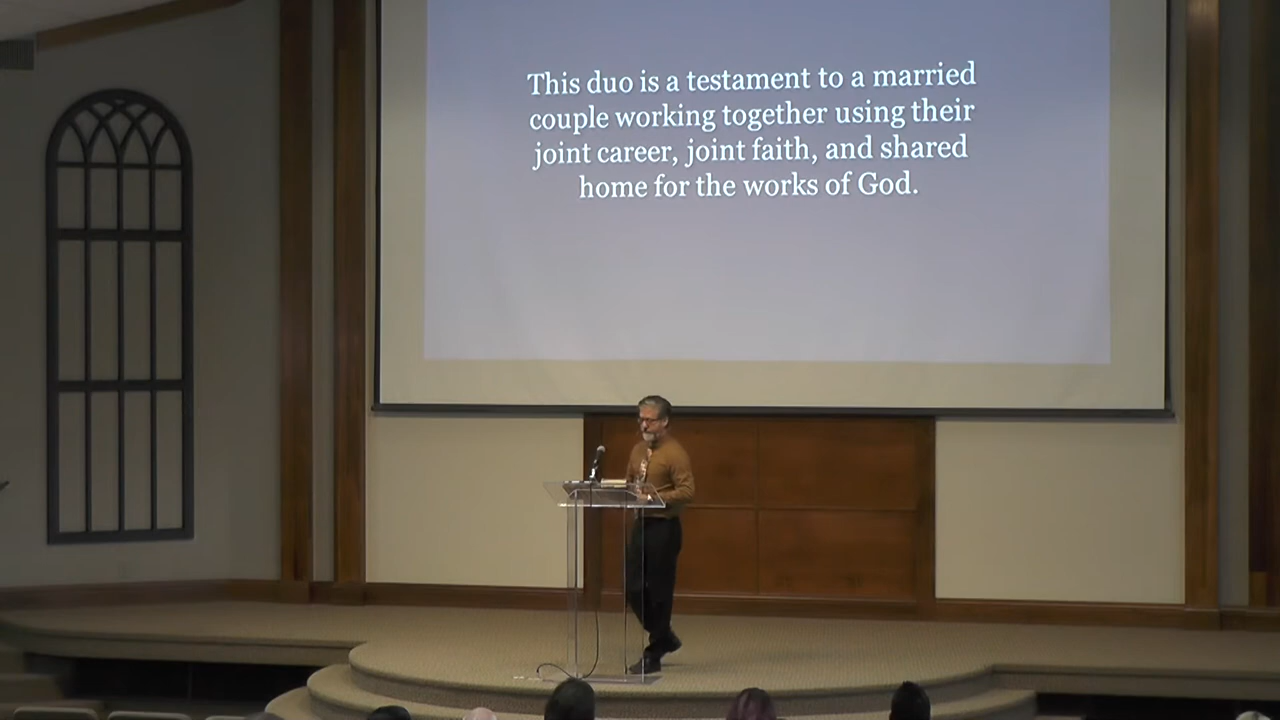 This duo is a testament to a married
couple working together using their
joint career, joint faith, and shared
home for the works of God.